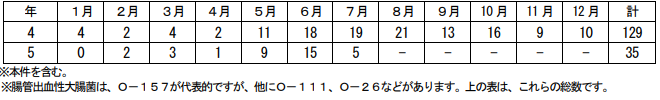 年 １月 ２月 ３月 ４月 ５月 ６月 ７月 ８月 ９月 10月 11月 12月 計
4 4 2 4 2 11 18 19 21 13 16 9 10 129
5 0 2 3 1 9 15 5 － － － － － 35
※本件を含む。
※腸管出血性大腸菌は、Ｏ－１５７が代表的ですが、他にＯ－１１１、Ｏ－２６などがあります。上の表は、これらの総数です。